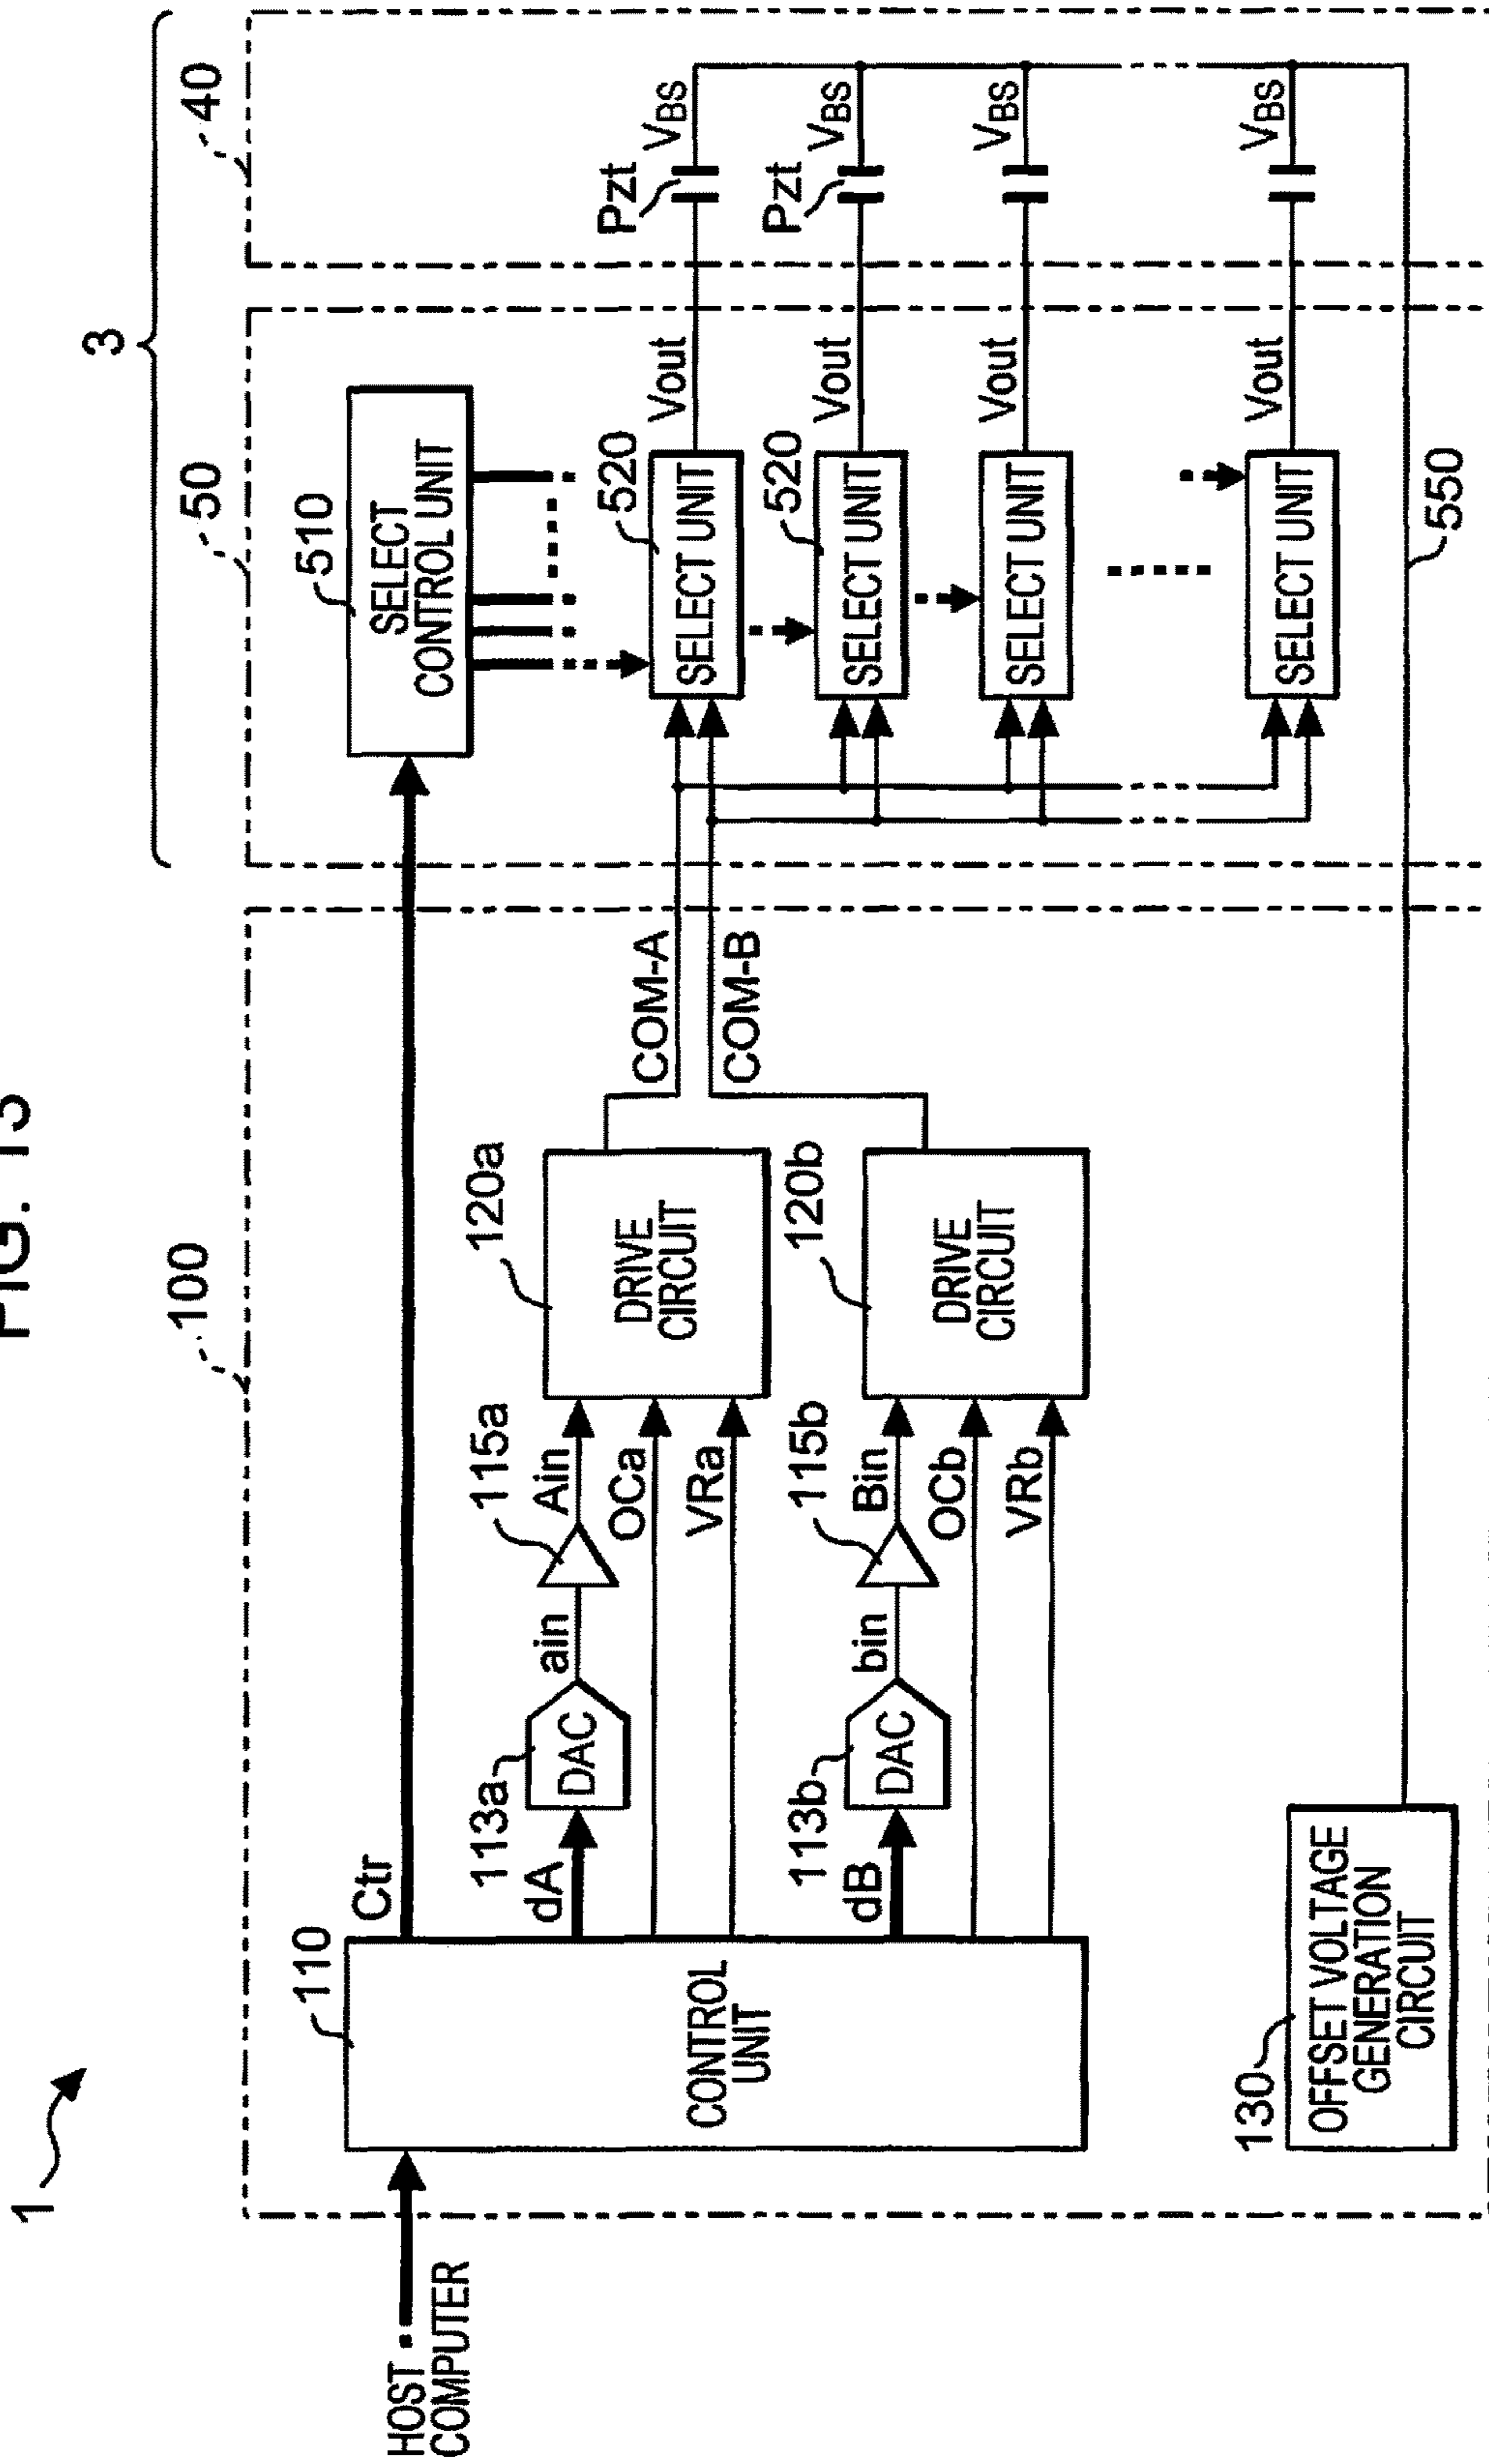 FIG. 13
1
3
100
50
40
HOST
COMPUTER
110
CONTROL
UNIT
Ctr
510
SELECT
CONTROL UNIT
dA
113a
DAC
ain
115a
Ain
OCa
VRa
120a
DRIVE
CIRCUIT
COM-A
COM-B
dB
113b
DAC
bin
115b
Bin
OCb
VRb
120b
DRIVE
CIRCUIT
520
SELECT UNIT
Vout
Pzt
VBS
520
SELECT UNIT
Vout
Pzt
VBS
SELECT UNIT
Vout
VBS
SELECT UNIT
Vout
VBS
130
OFFSET VOLTAGE
GENERATION
CIRCUIT
550